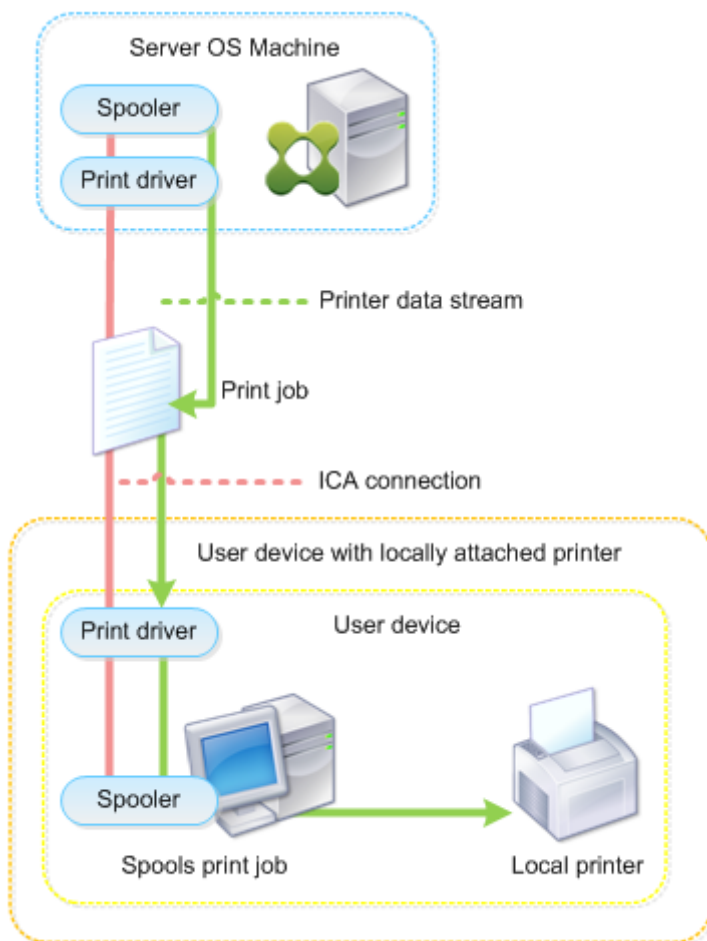 Server OS Machine
Spooler
Print driver
Printer data stream
Print job
ICA connection
User device with locally attached printer
Print driver
User device
Spooler
Spools print job
Local printer